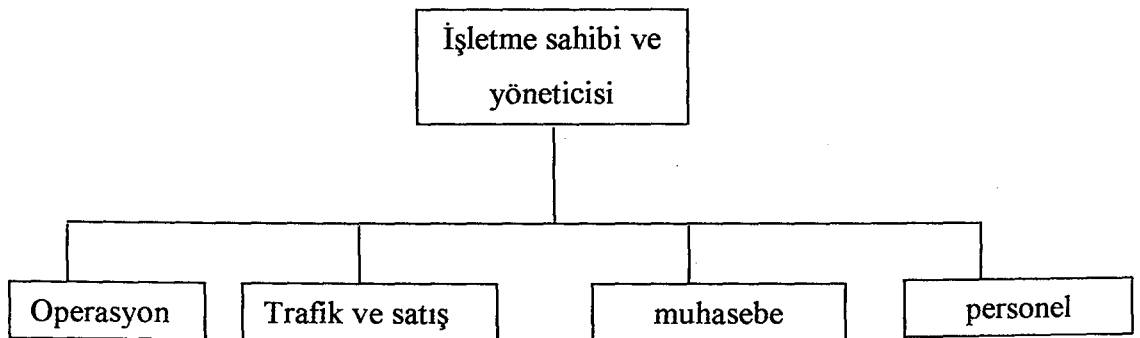 İşletme sahibi ve
yöneticisi
Operasyon
Trafik ve satış
muhasebe
personel